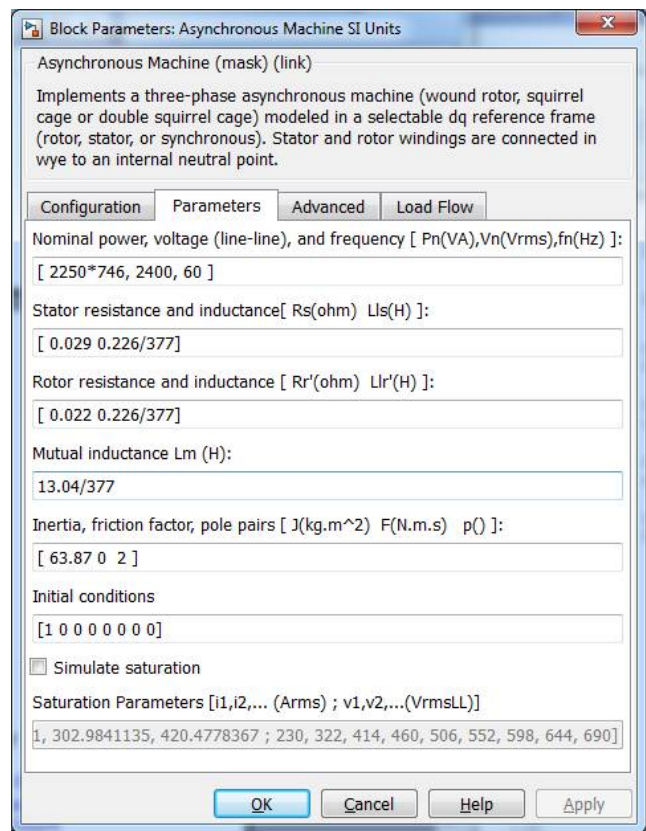 Block Parameters: Asynchronous Machine SI Units
Asynchronous Machine (mask) (link)
Implements a three-phase asynchronous machine (wound rotor, squirrel
cage or double squirrel cage) modeled in a selectable dq reference frame
(rotor, stator, or synchronous). Stator and rotor windings are connected in
wye to an internal neutral point.
Configuration Parameters Advanced Load Flow
Nominal power, voltage (line-line), and frequency [ Pn(VA),Vn(Vrms),fn(Hz) ]:
[ 2250*746, 2400, 60 ]
Stator resistance and inductance[ Rs(ohm) Lls(H) ]:
[ 0.029 0.226/377]
Rotor resistance and inductance [ Rr'(ohm) Llr'(H) ]:
[ 0.022 0.226/377]
Mutual inductance Lm (H):
13.04/377
Inertia, friction factor, pole pairs [ J(kg.m^2) F(N.m.s) p() ]:
[ 63.87 0 2 ]
Initial conditions
[1 0 0 0 0 0 0 0]
Simulate saturation
Saturation Parameters [i1,i2,... (Arms) ; v1,v2,...(VrmsLL)]
1, 302.9841135, 420.4778367 ; 230, 322, 414, 460, 506, 552, 598, 644, 690]
OK Cancel Help Apply